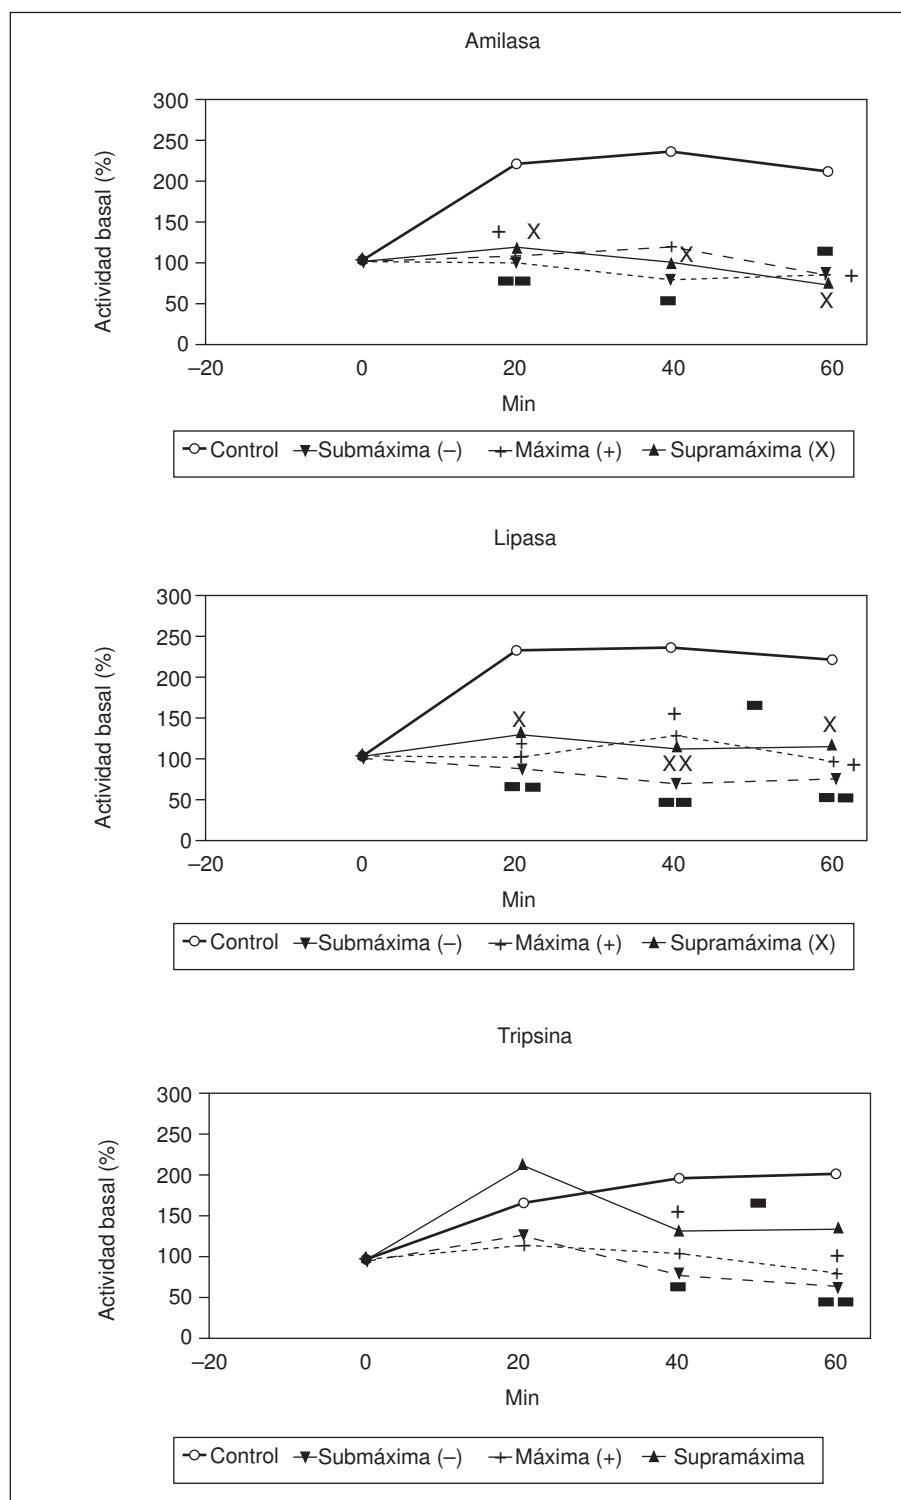 Amilasa
300
250
200
150
100
50
0
Actividad basal (%)
+ X
X
+
X
–20 0 20 40 60
Min
Control Submáxima (–) Máxima (+) Supramáxima (X)
Lipasa
300
250
200
150
100
50
0
Actividad basal (%)
X + X
+
XX +
–20 0 20 40 60
Min
Control Submáxima (–) Máxima (+) Supramáxima (X)
Tripsina
300
250
200
150
100
50
0
Actividad basal (%)
+
+
–20 0 20 40 60
Min
Control Submáxima (–) Máxima (+) Supramáxima